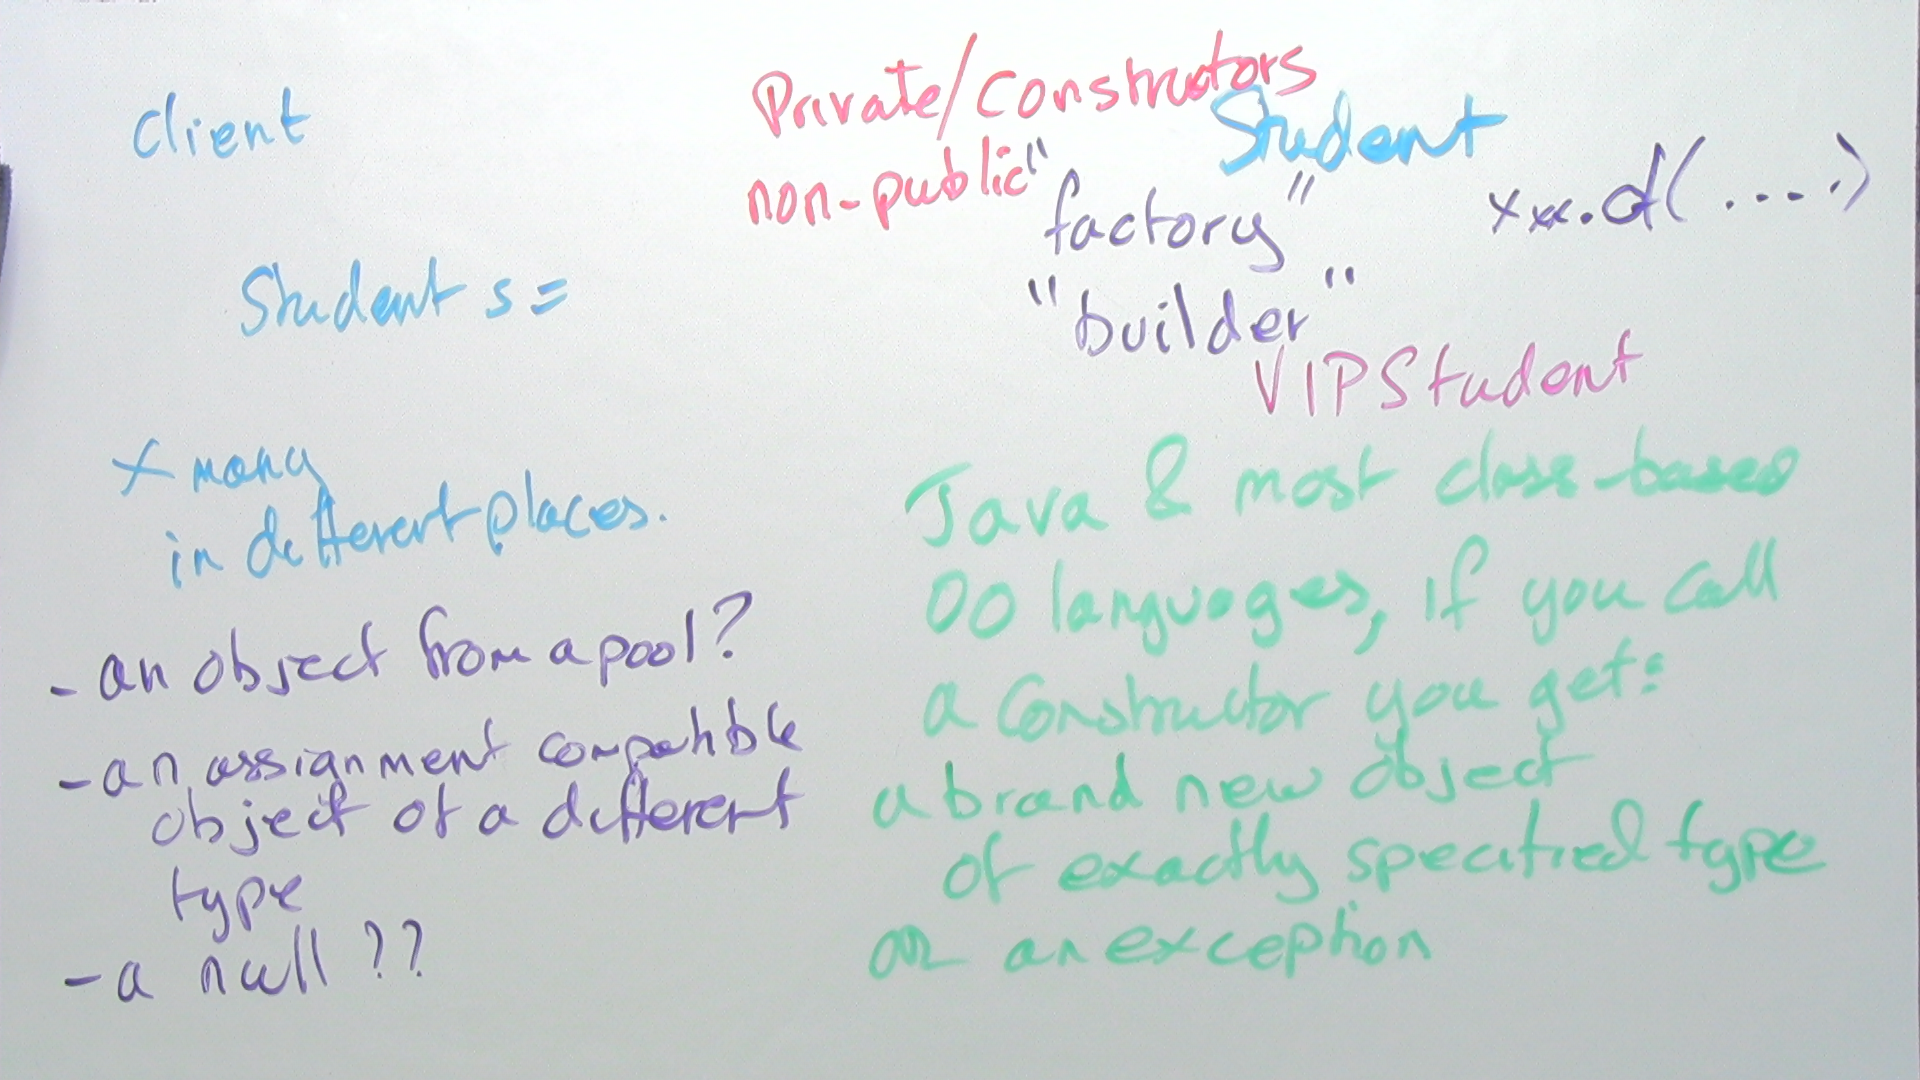 Client
Student s =
x many
in different places.
- an object from a pool?
- an assignment compatible
object of a different
type
- a null ??
Private/Constructors
non-public
Student
"factory"
xxx.d(....)
"builder"
VIPStudent
Java & most class-based
OO languages, if you call
a Constructor you get:
a brand new object
of exactly specified type
OR an exception